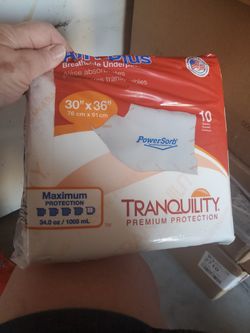 Breathable Underpads
30" x 36"
76 cm x 91 cm
10
PowerSorb
Maximum
PROTECTION
34.0 oz / 1005 mL
TRANQUILITY
PREMIUM PROTECTION